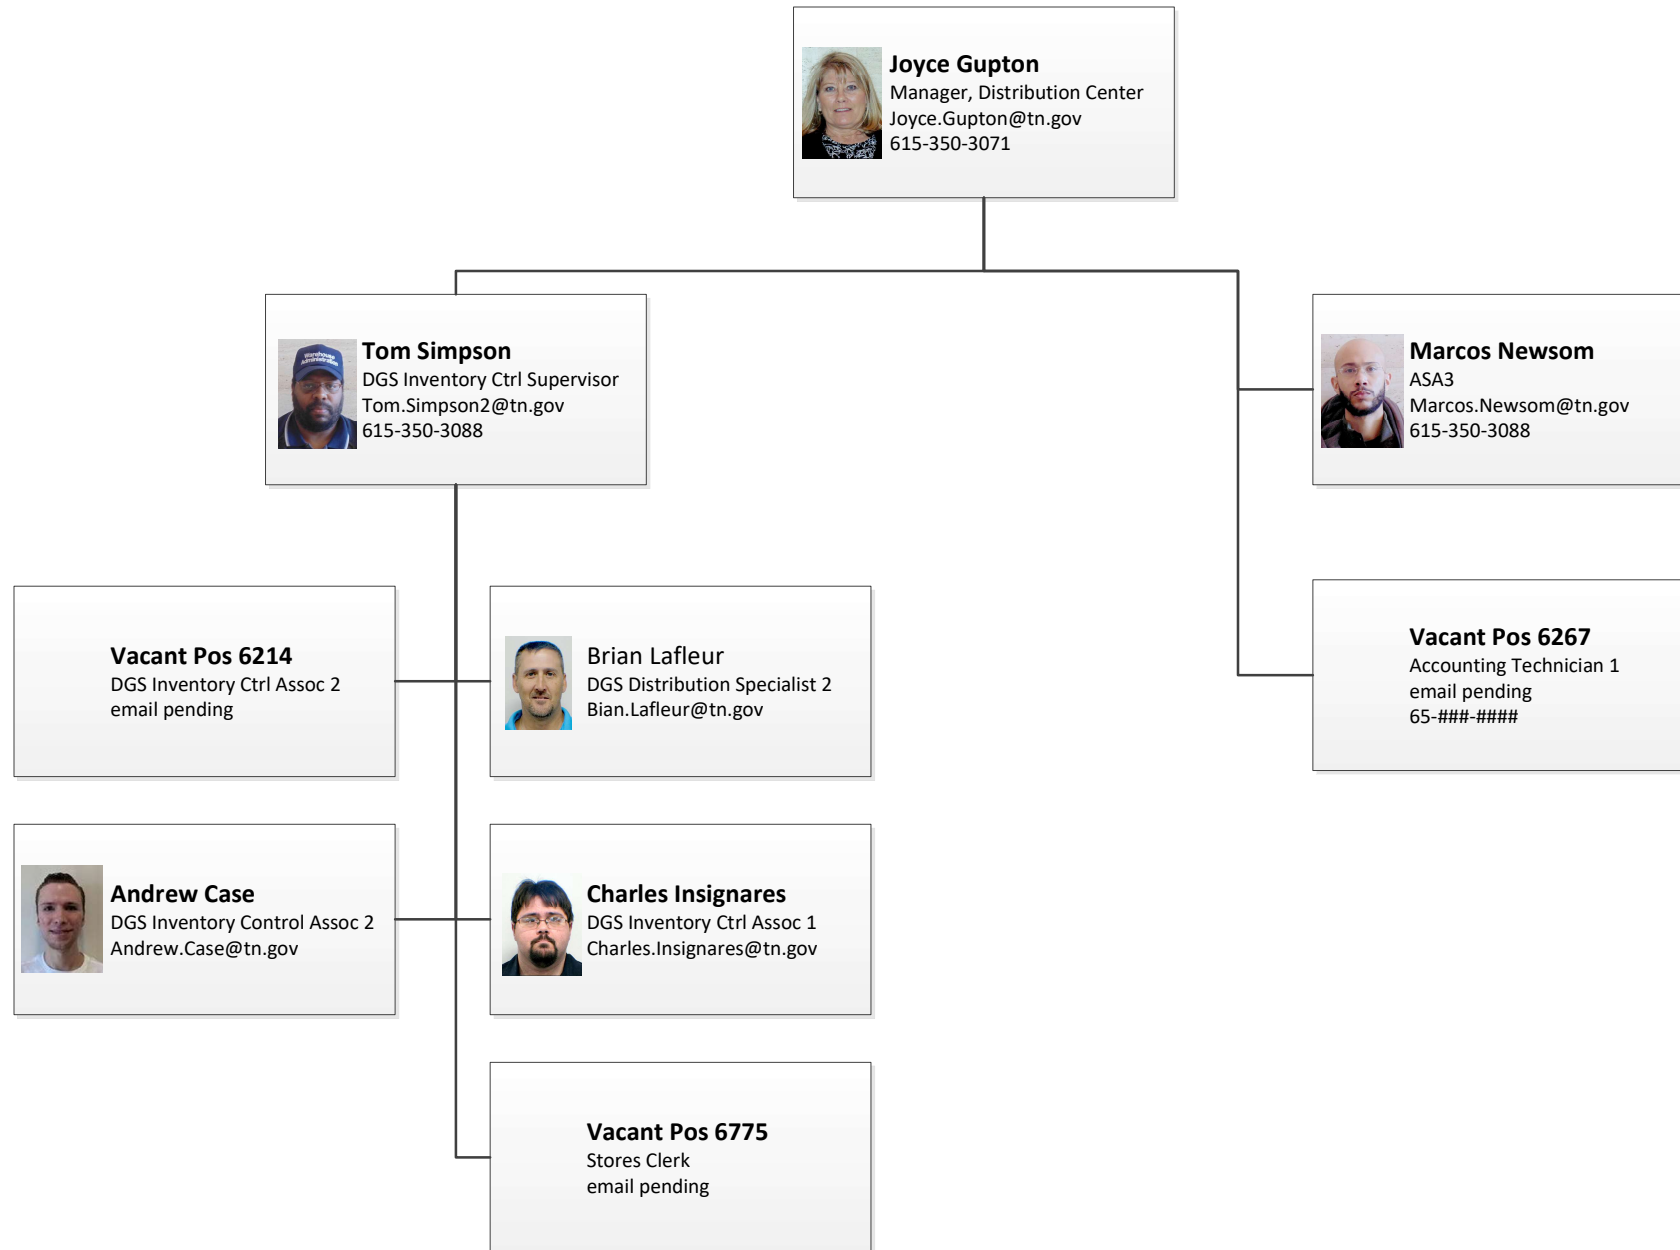 Joyce Gupton
Manager, Distribution Center
Joyce.Gupton@tn.gov
615-350-3071
Tom Simpson
DGS Inventory Ctrl Supervisor
Tom.Simpson2@tn.gov
615-350-3088
Warehouse
Administration
Marcos Newsom
ASA3
Marcos.Newsom@tn.gov
615-350-3088
Vacant Pos 6214
DGS Inventory Ctrl Assoc 2
email pending
Brian Lafleur
DGS Distribution Specialist 2
Bian.Lafleur@tn.gov
Vacant Pos 6267
Accounting Technician 1
email pending
65-###-####
Andrew Case
DGS Inventory Control Assoc 2
Andrew.Case@tn.gov
Charles Insignares
DGS Inventory Ctrl Assoc 1
Charles.Insignares@tn.gov
Vacant Pos 6775
Stores Clerk
email pending